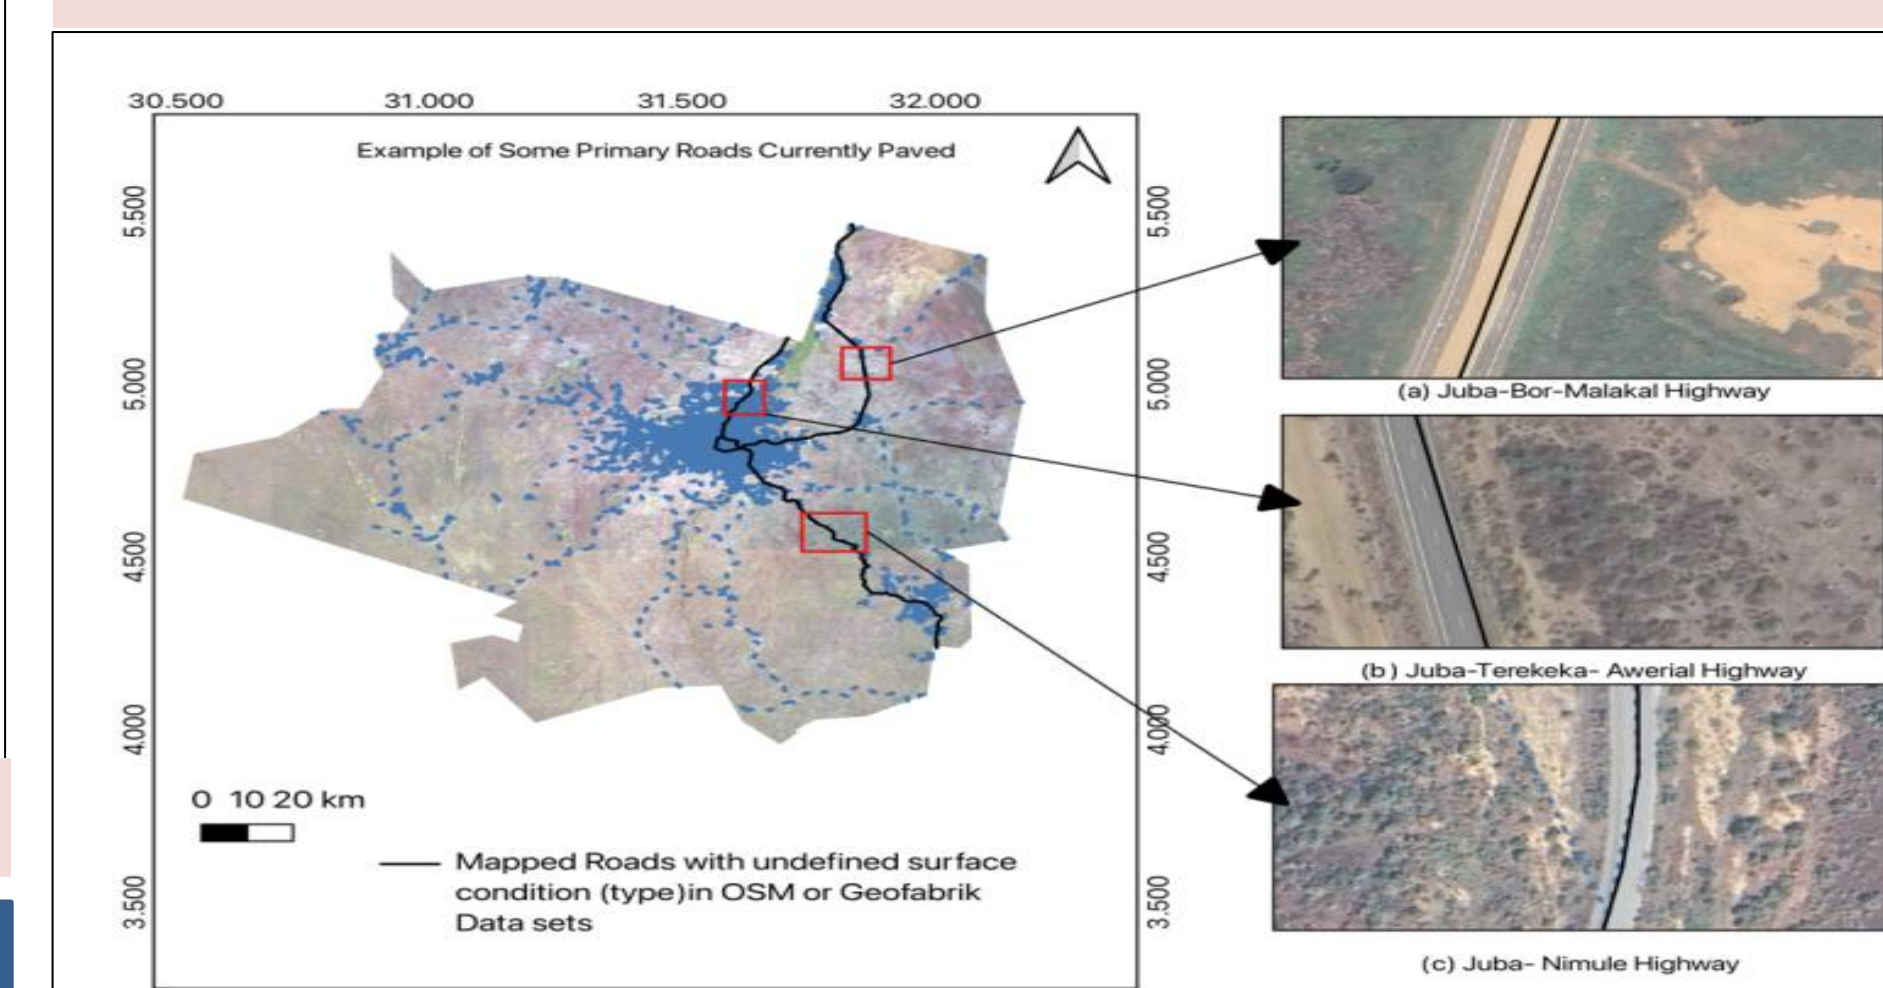 30.500 31.000 31.500 32.000
Example of Some Primary Roads Currently Paved
5.500
5.000
4.500
4.000
3.500
5.500
5.000
4.500
4.000
3.500
0 10 20 km
Mapped Roads with undefined surface
condition (type)in OSM or Geofabrik
Data sets
(a) Juba-Bor-Malakal Highway
(b) Juba-Terekeka- Awerial Highway
(c) Juba- Nimule Highway